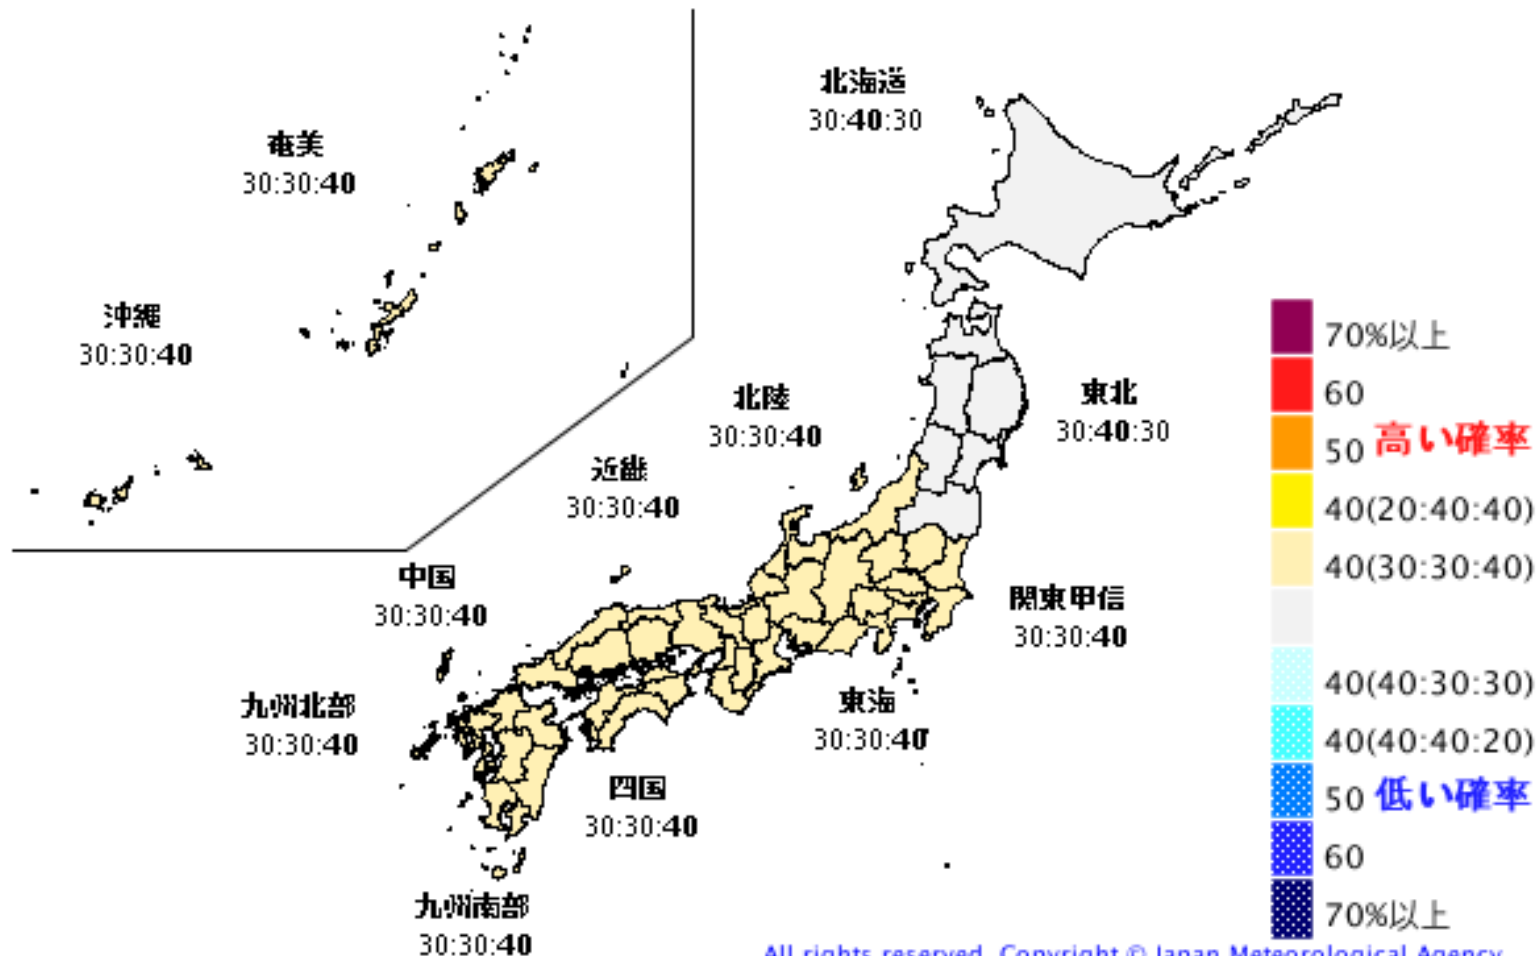 北海道
30:40:30
奄美
30:30:40
沖縄
30:30:40
東北
30:40:30
北陸
30:30:40
近畿
30:30:40
中国
30:30:40
関東甲信
30:30:40
東海
30:30:40
九州北部
30:30:40
四国
30:30:40
九州南部
30:30:40
70%以上
60
50 高い確率
40(20:40:40)
40(30:30:40)
40(40:30:30)
40(40:40:20)
50 低い確率
60
70%以上
All rights reserved. Copyright © Japan Meteorological Agency